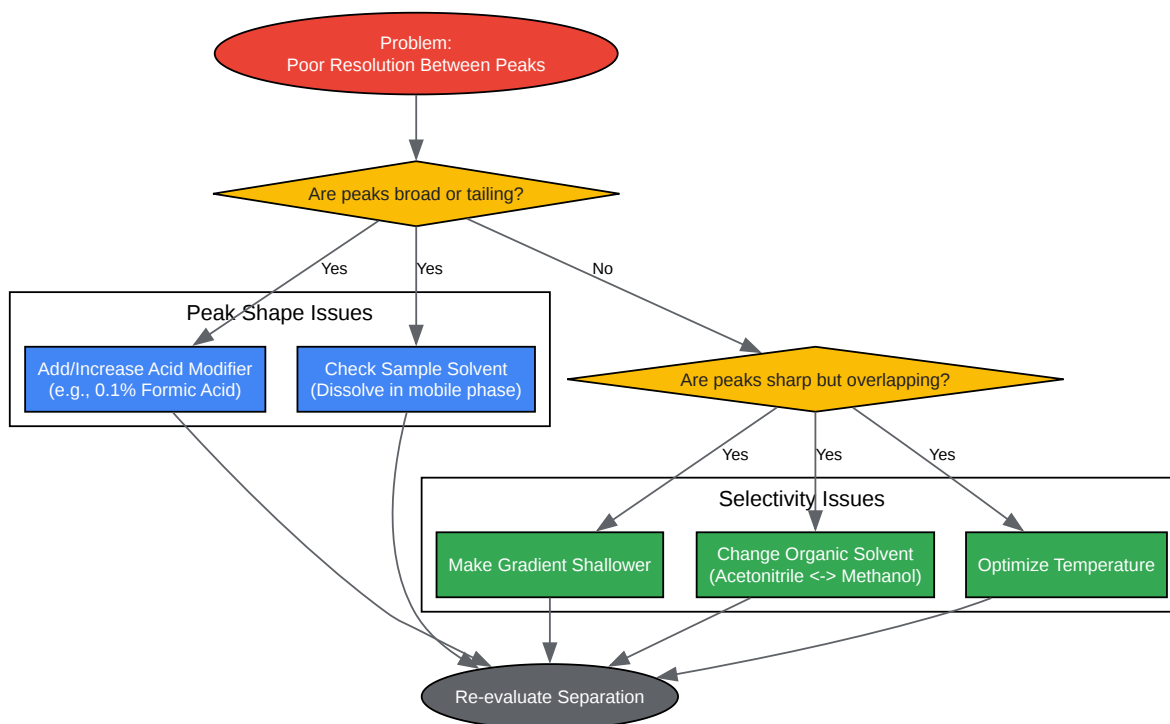 Problem:
Poor Resolution Between Peaks
Are peaks broad or tailing?
Yes
Yes
No
Peak Shape Issues
Add/Increase Acid Modifier
(e.g., 0.1% Formic Acid)
Check Sample Solvent
(Dissolve in mobile phase)
Are peaks sharp but overlapping?
Yes
Yes
Yes
Selectivity Issues
Make Gradient Shallower
Change Organic Solvent
(Acetonitrile <-> Methanol)
Optimize Temperature
Re-evaluate Separation